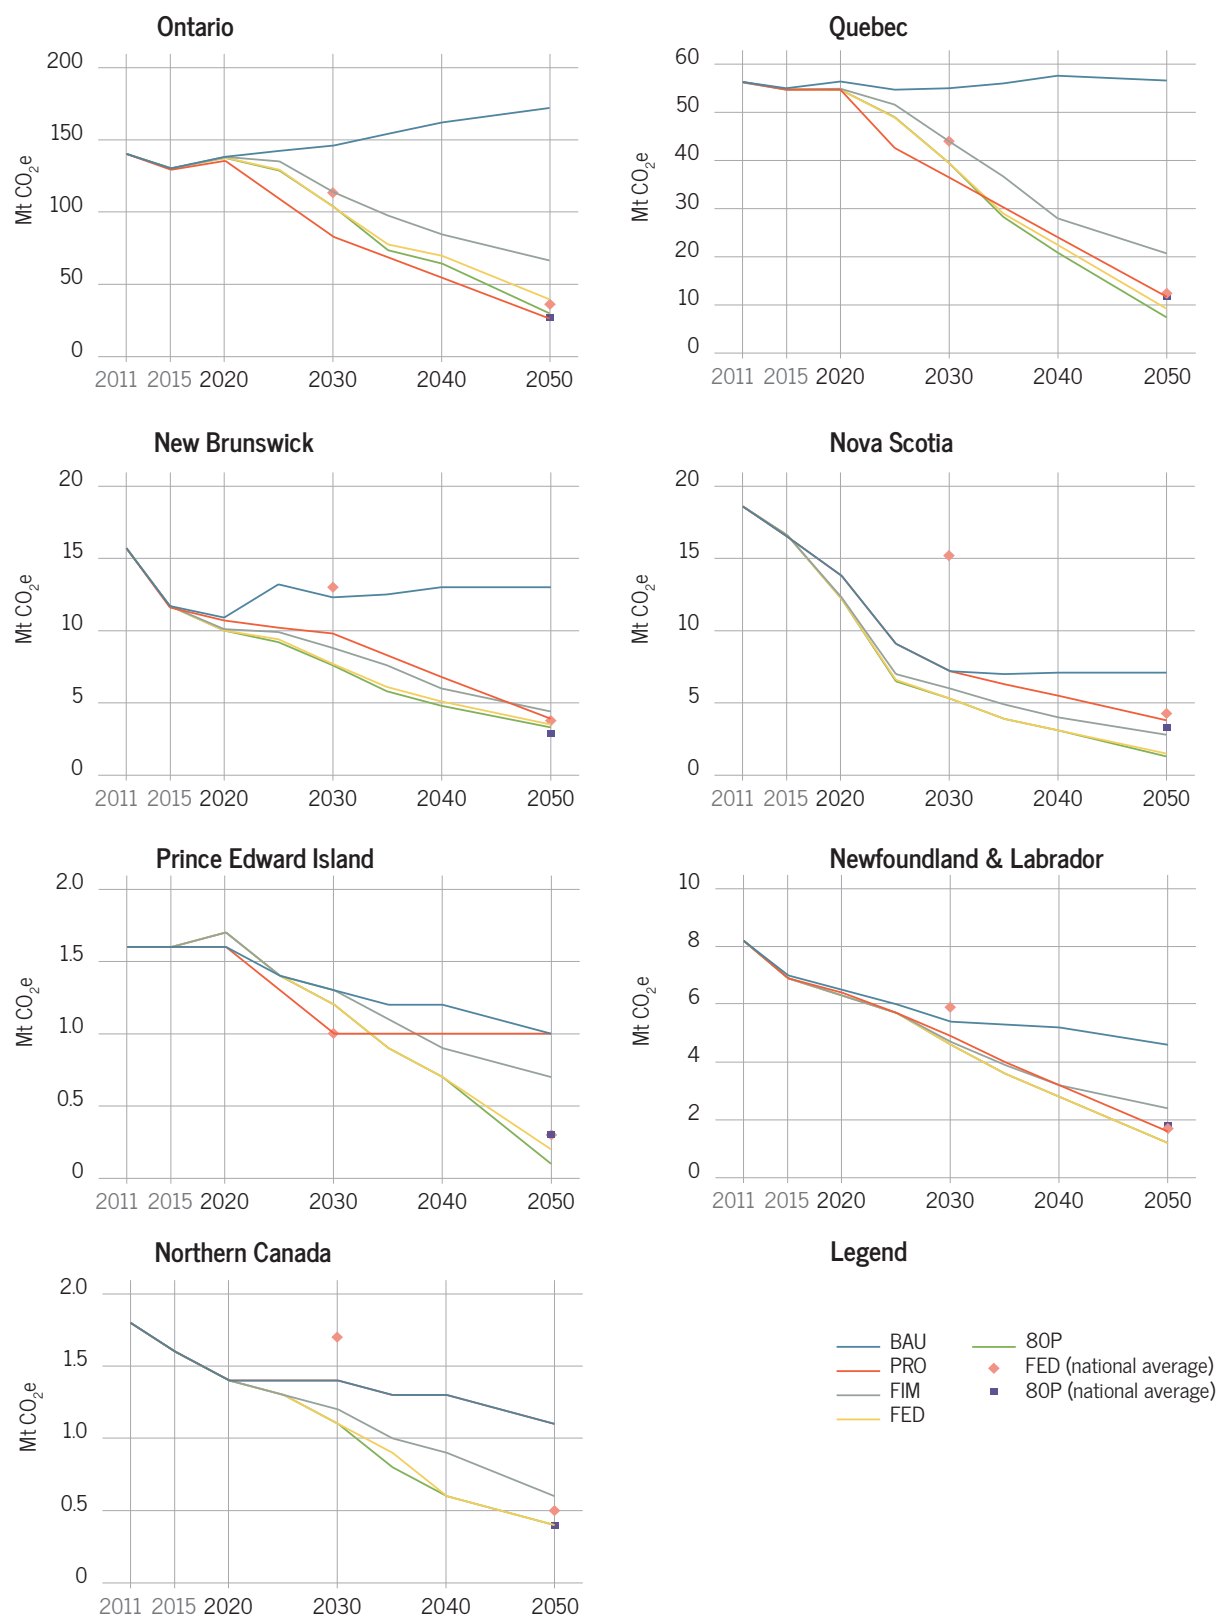 Ontario
200
150
100
50
0
Mt CO₂e
2011 2015 2020 2030 2040 2050
Quebec
60
50
40
30
20
10
0
Mt CO₂e
2011 2015 2020 2030 2040 2050
New Brunswick
20
15
10
5
0
Mt CO₂e
2011 2015 2020 2030 2040 2050
Nova Scotia
20
15
10
5
0
Mt CO₂e
2011 2015 2020 2030 2040 2050
Prince Edward Island
2.0
1.5
1.0
0.5
0
Mt CO₂e
2011 2015 2020 2030 2040 2050
Newfoundland & Labrador
10
8
6
4
2
0
Mt CO₂e
2011 2015 2020 2030 2040 2050
Northern Canada
2.0
1.5
1.0
0.5
0
Mt CO₂e
2011 2015 2020 2030 2040 2050
Legend
BAU
PRO
FIM
FED
80P
FED (national average)
80P (national average)